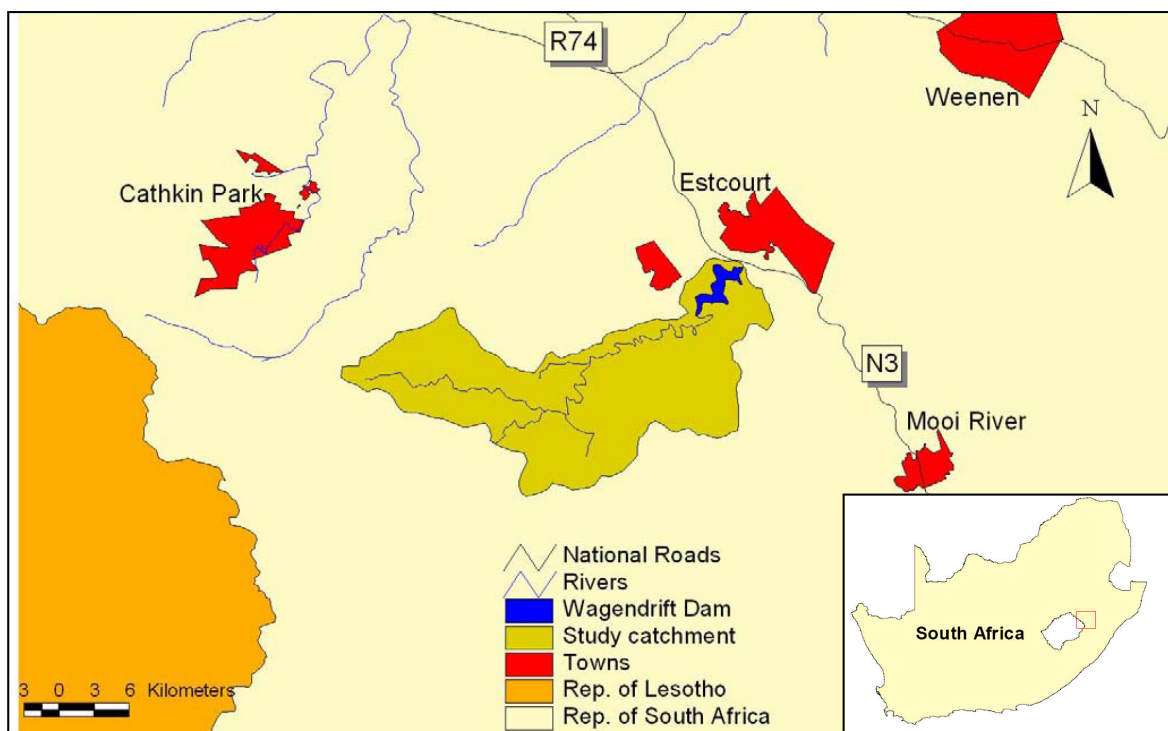 R74
Weenen
N
Cathkin Park
Estcourt
N3
Mooi River
National Roads
Rivers
Wagendrift Dam
Study catchment
Towns
Rep. of Lesotho
Rep. of South Africa
3 0 3 6 Kilometers
South Africa